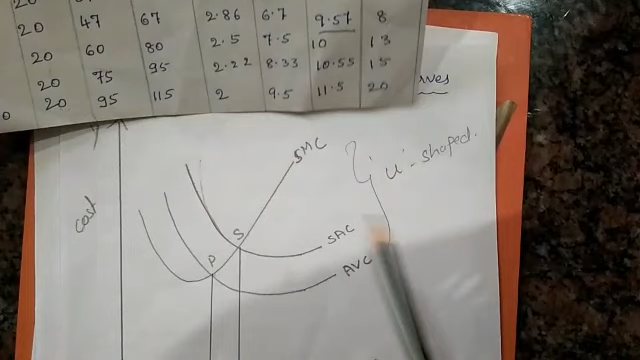 20 47 67 2.86 6.7 9.57 8
20 60 80 2.5 7.5 10 13
20 75 95 2.22 8.33 10.55 15
0 20 95 115 2 9.5 11.5 20
SMC
'u'-shaped.
Cost
S
SAC
P
AVC